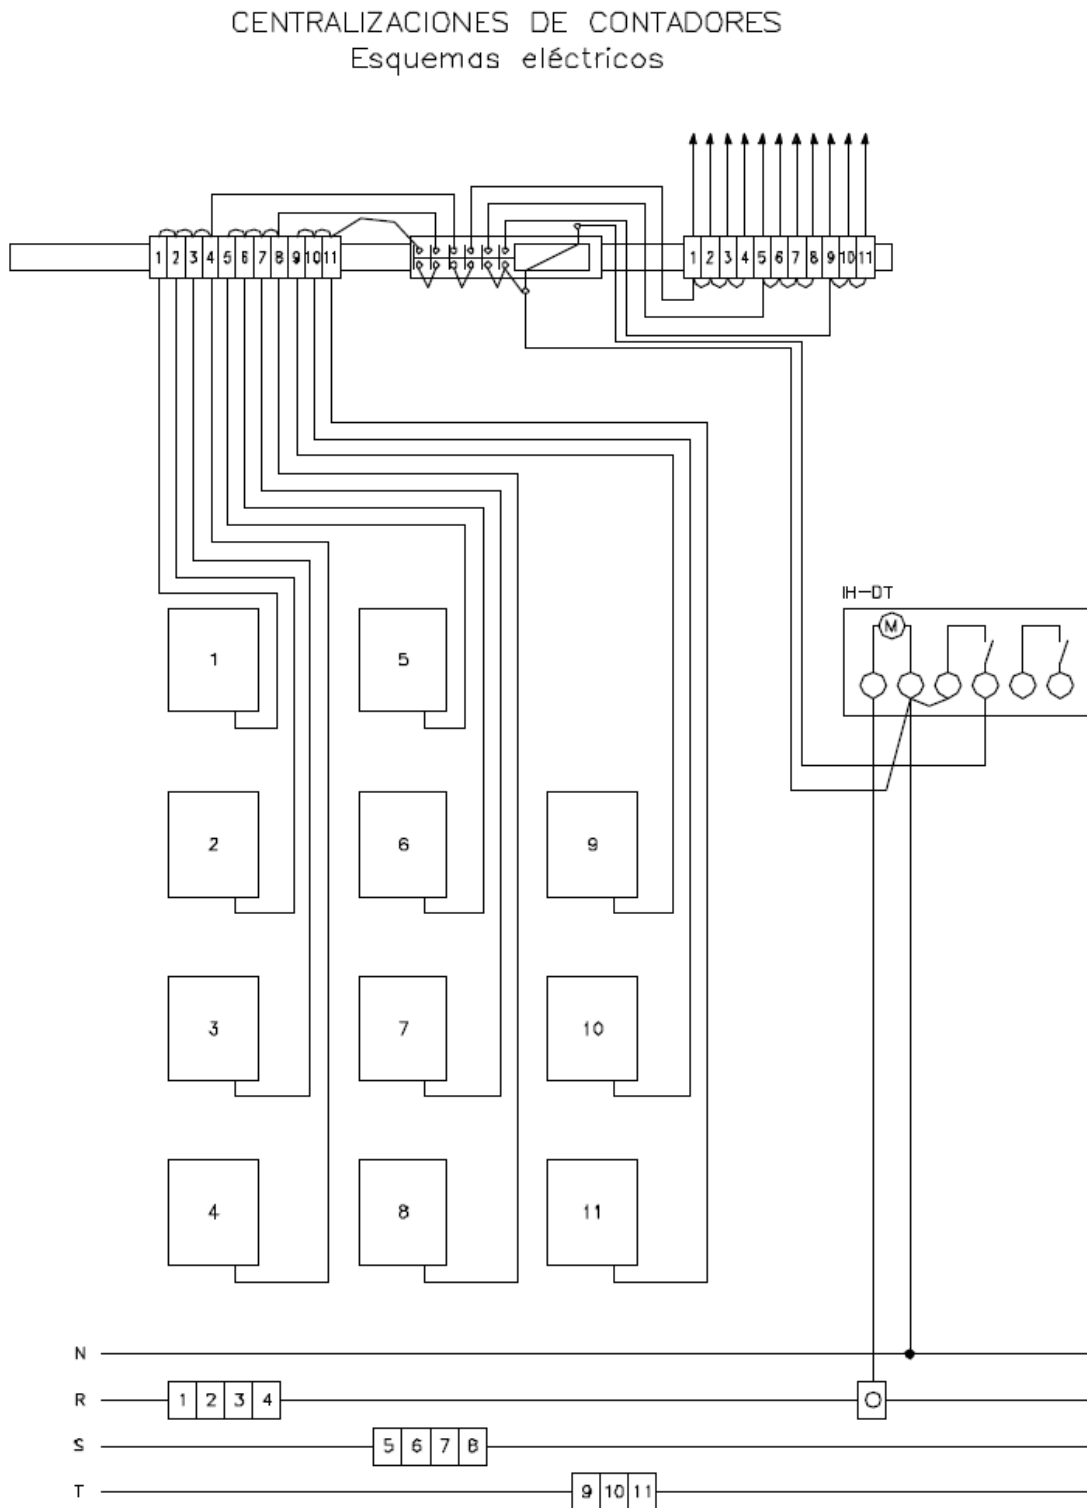 CENTRALIZACIONES DE CONTADORES
Esquemas eléctricos
1 2 3 4 5 6 7 8 9 10 11
1 2 3 4 5 6 7 8 9 10 11
IH-DT
M
1
5
2
6
9
3
7
10
4
8
11
N
R 1 2 3 4
S 5 6 7 8
T 9 10 11